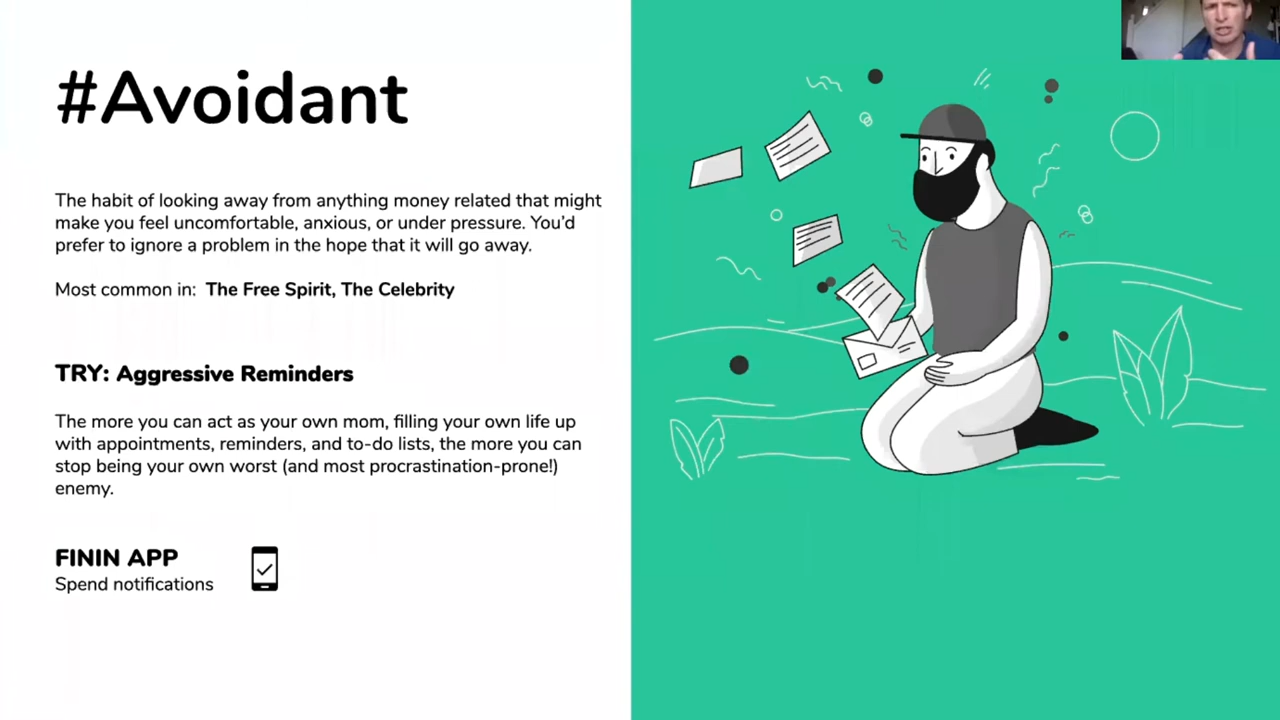 #Avoidant
The habit of looking away from anything money related that might
make you feel uncomfortable, anxious, or under pressure. You’d
prefer to ignore a problem in the hope that it will go away.
Most common in: The Free Spirit, The Celebrity
TRY: Aggressive Reminders
The more you can act as your own mom, filling your own life up
with appointments, reminders, and to-do lists, the more you can
stop being your own worst (and most procrastination-prone!)
enemy.
FININ APP
Spend notifications